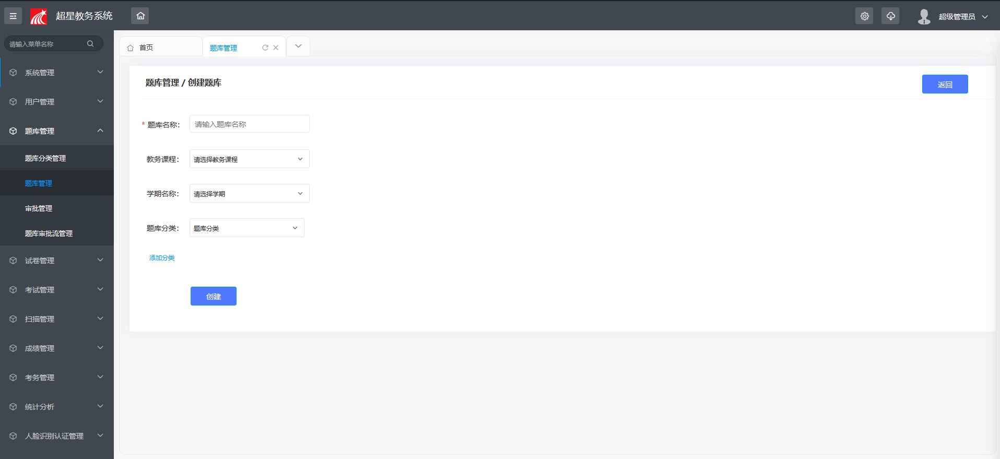 超星教务系统
超级管理员
请输入菜单名称
系统管理
用户管理
题库管理
题库分类管理
题库管理
审批管理
题库审批流管理
试卷管理
考试管理
扫描管理
成绩管理
考务管理
统计分析
人脸识别认证管理
首页
题库管理
题库管理 / 创建题库
返回
* 题库名称：
请输入题库名称
教务课程：
请选择教务课程
学期名称：
请选择学期
题库分类：
题库分类
添加分类
创建